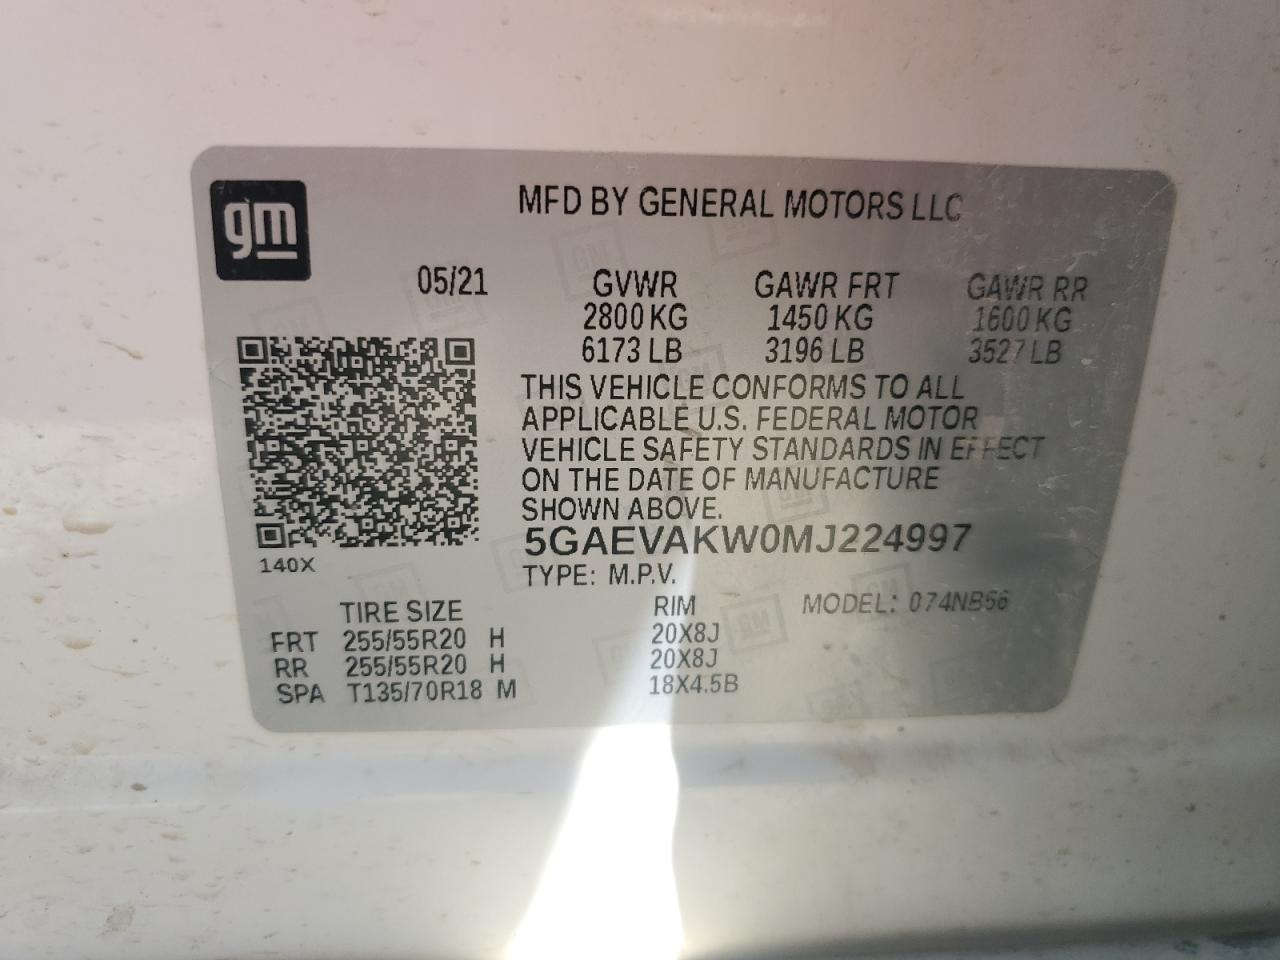 gm
MFD BY GENERAL MOTORS LLC
05/21 GVWR GAWR FRT GAWR RR
2800 KG 1450 KG 1600 KG
6173 LB 3196 LB 3527 LB
THIS VEHICLE CONFORMS TO ALL
APPLICABLE U.S. FEDERAL MOTOR
VEHICLE SAFETY STANDARDS IN EFFECT
ON THE DATE OF MANUFACTURE
SHOWN ABOVE.
5GAEVAKW0MJ224997
140X
TYPE: M.P.V.
TIRE SIZE RIM MODEL: 074NB56
FRT 255/55R20 H 20X8J
RR 255/55R20 H 20X8J
SPA T135/70R18 M 18X4.5B